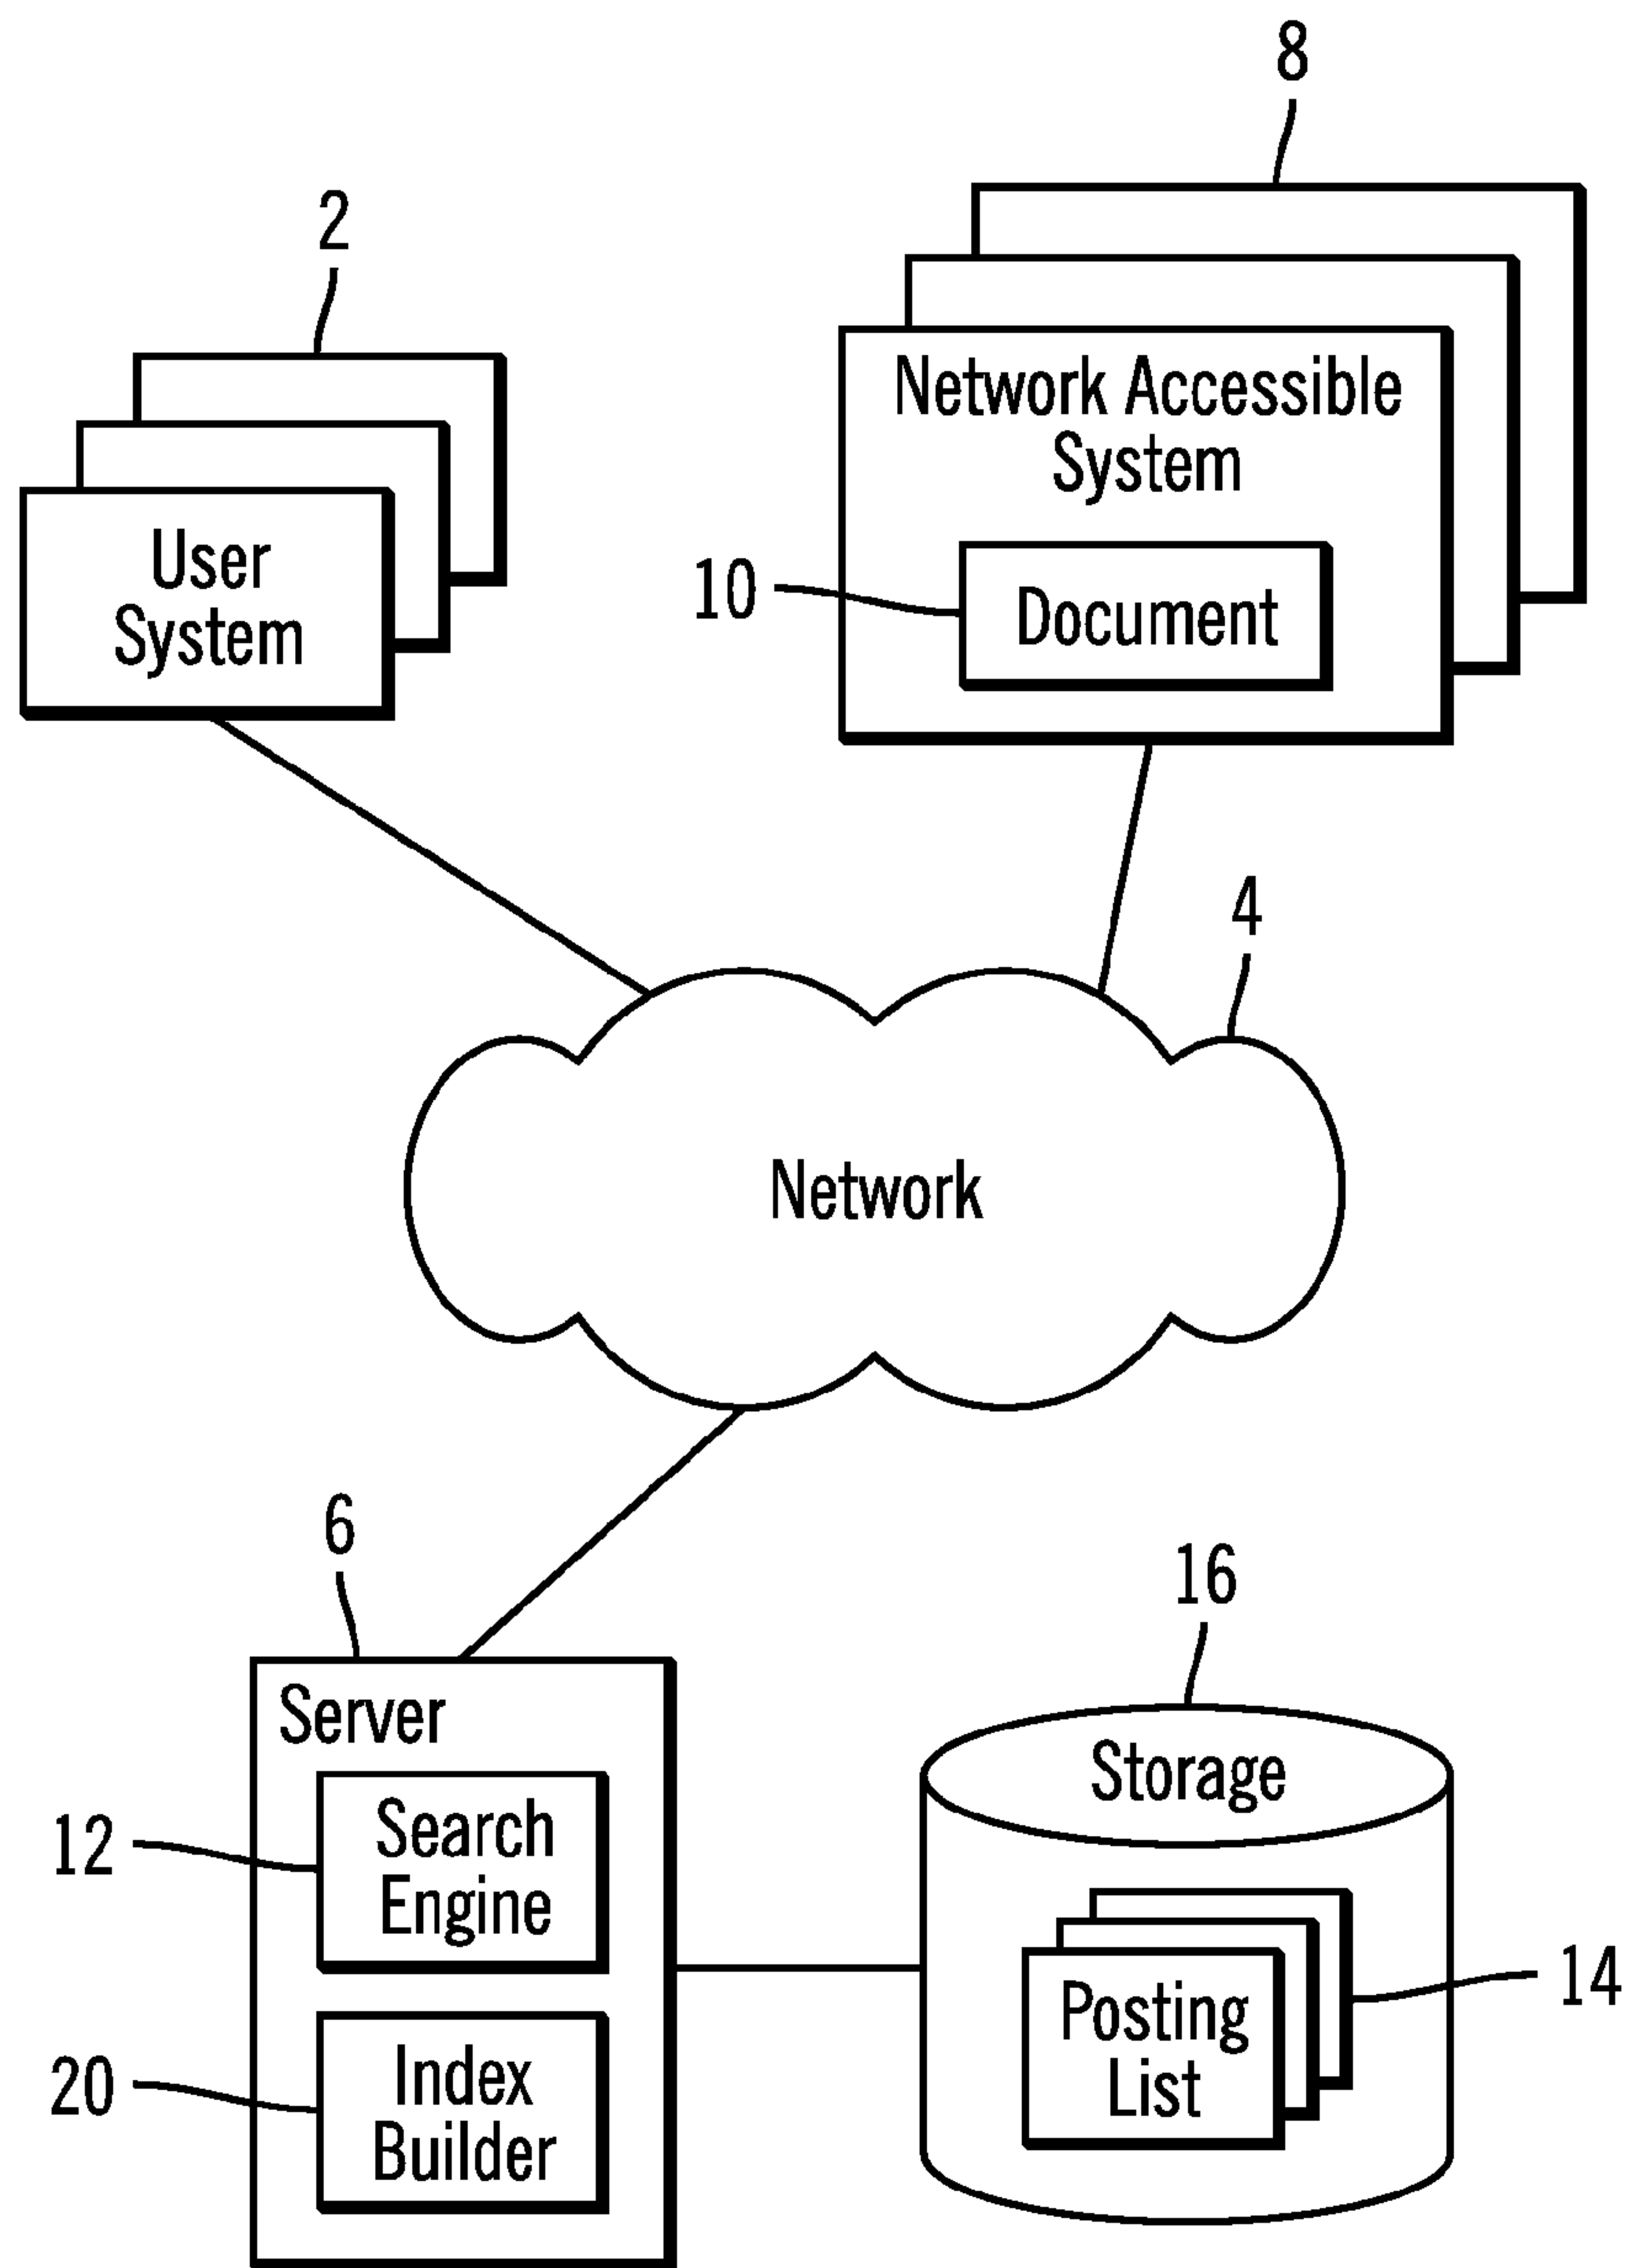 8
2
Network Accessible
System
User
System
10
Document
4
Network
6
16
Server
Storage
12
Search
Engine
Posting
List
14
20
Index
Builder